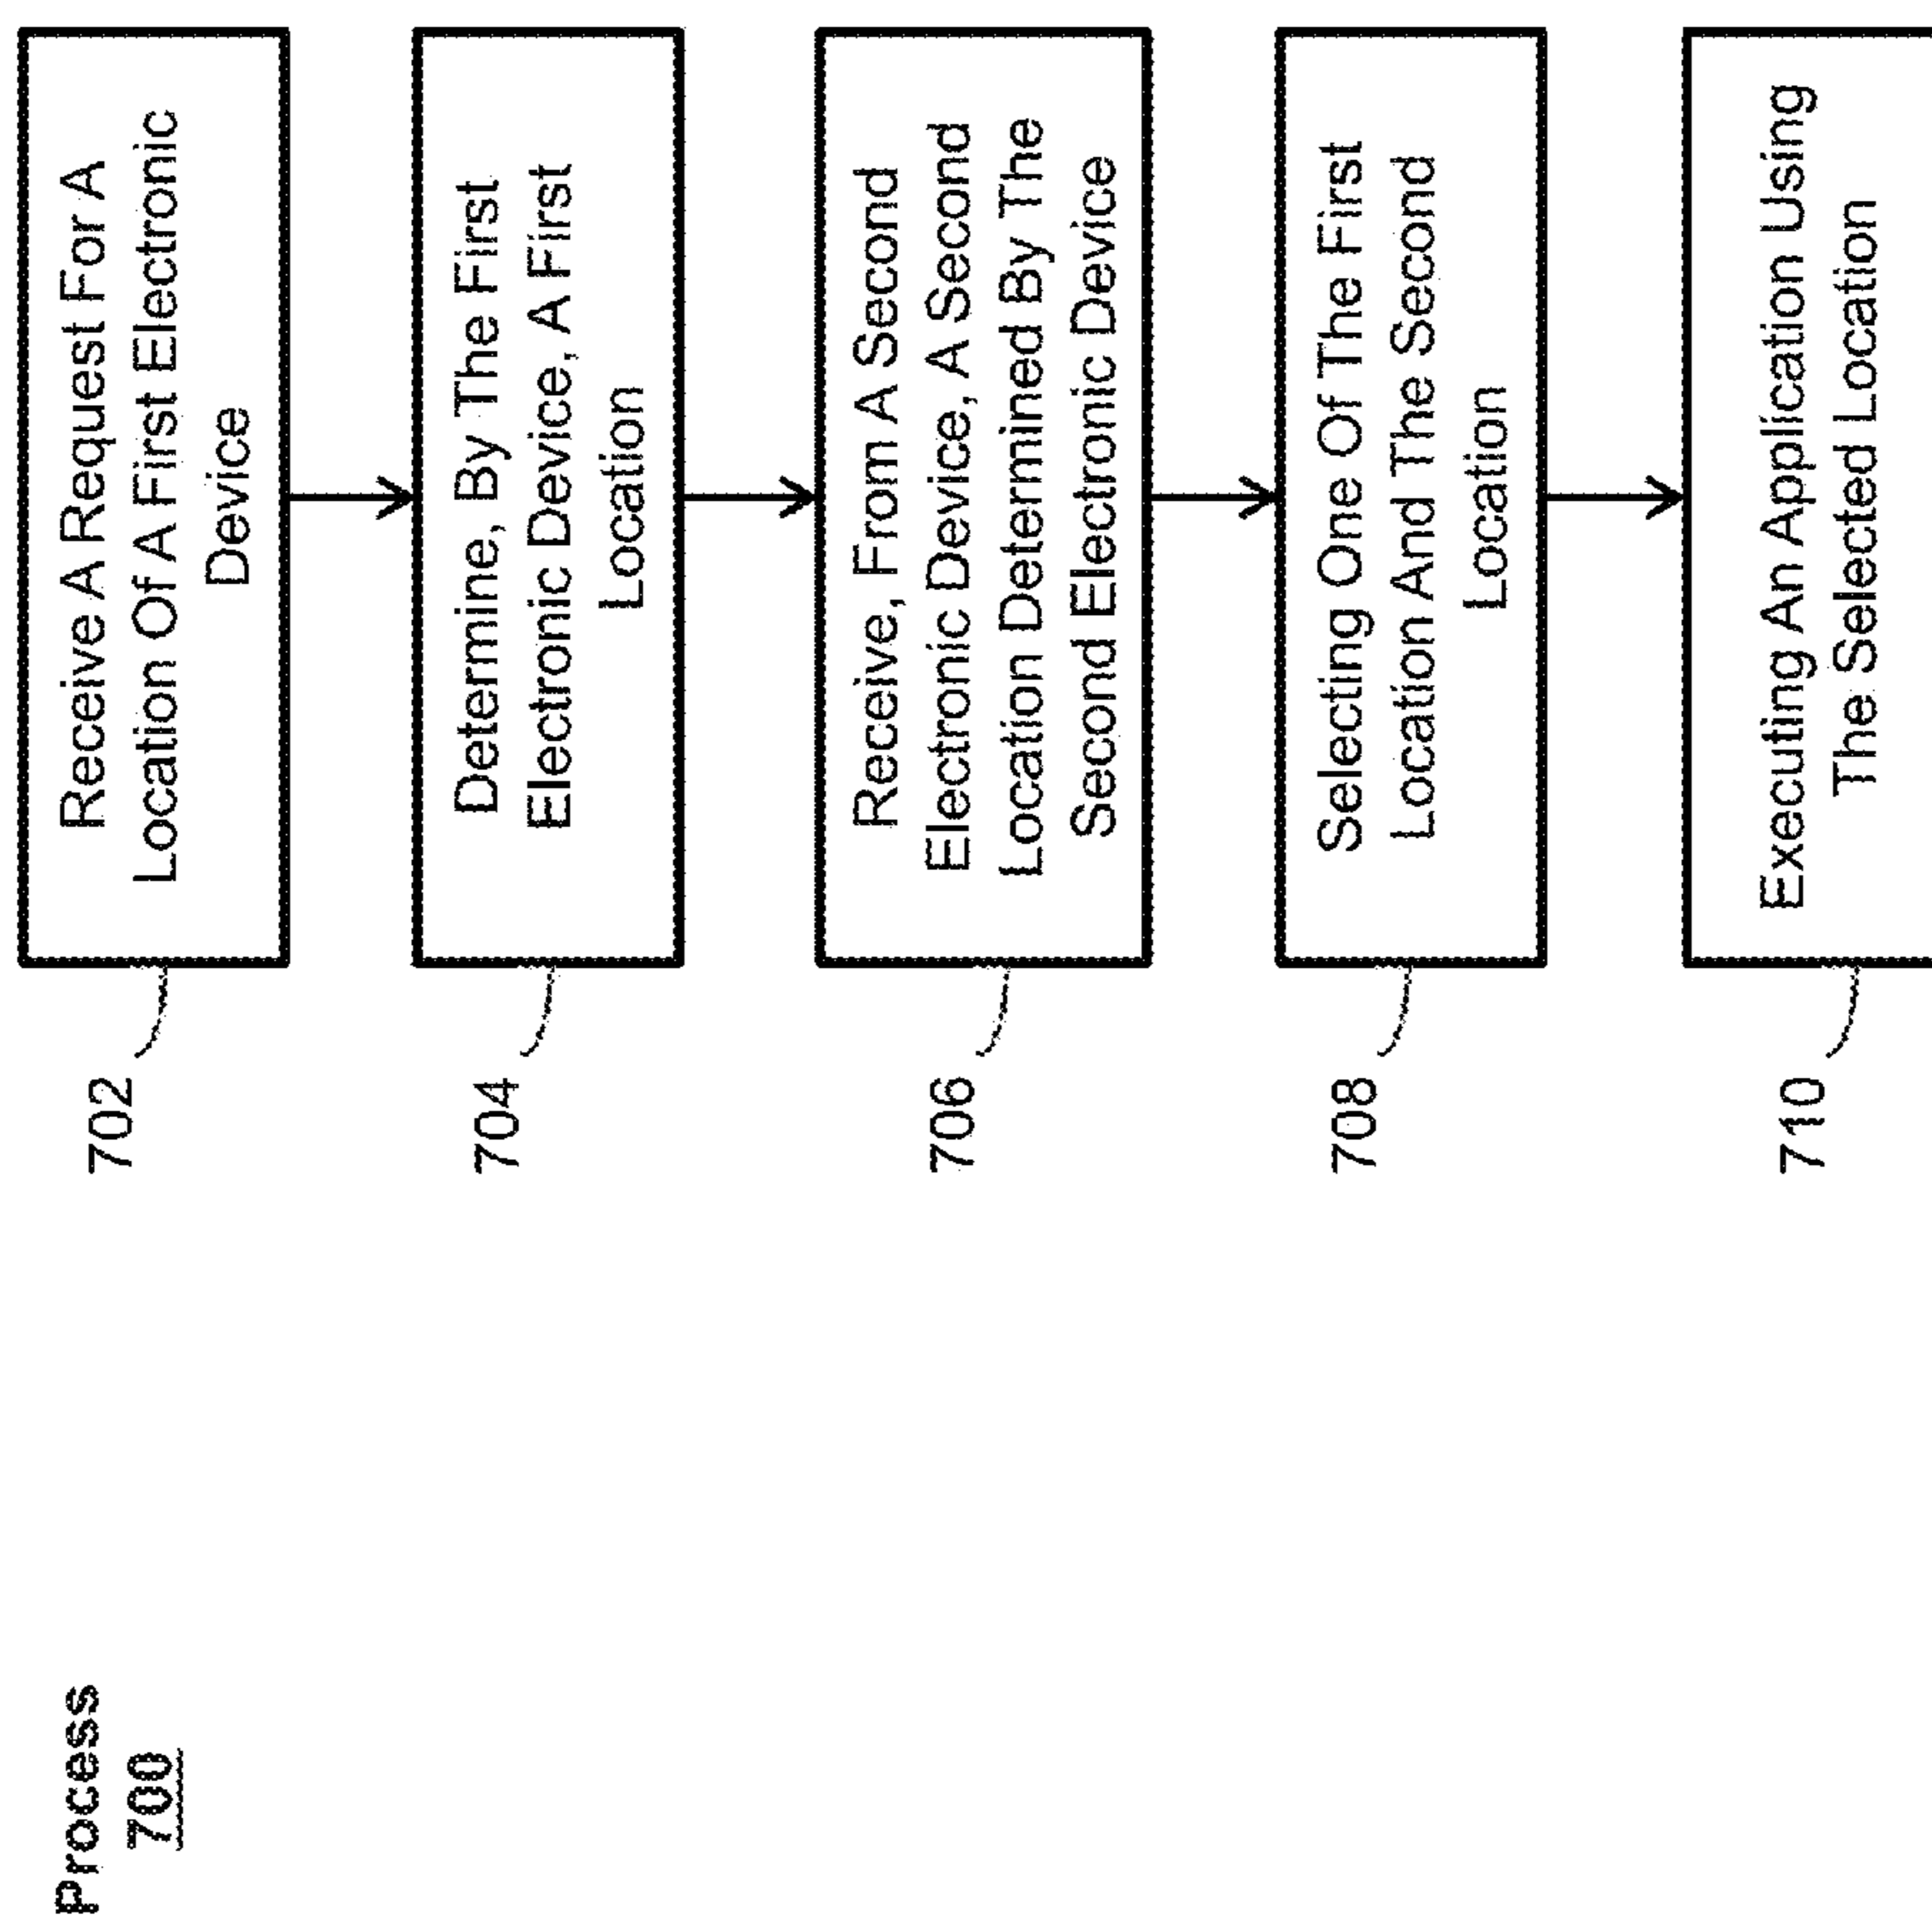 Process
700
702
Receive A Request For A
Location Of A First Electronic
Device
704
Determine, By The First
Electronic Device, A First
Location
706
Receive, From A Second
Electronic Device, A Second
Location Determined By The
Second Electronic Device
708
Selecting One Of The First
Location And The Second
Location
710
Executing An Application Using
The Selected Location